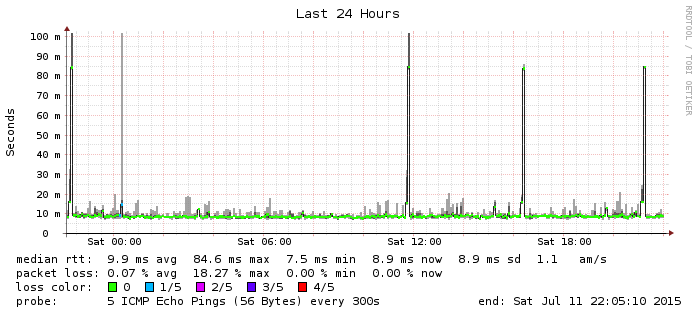 Last 24 Hours
RRDTOOL / TOBI OETIKER
Seconds
100 m
90 m
80 m
70 m
60 m
50 m
40 m
30 m
20 m
10 m
0
Sat 00:00 Sat 06:00 Sat 12:00 Sat 18:00
median rtt: 9.9 ms avg 84.6 ms max 7.5 ms min 8.9 ms now 8.9 ms sd 1.1 am/s
packet loss: 0.07 % avg 18.27 % max 0.00 % min 0.00 % now
loss color: 0 1/5 2/5 3/5 4/5
probe: 5 ICMP Echo Pings (56 Bytes) every 300s end: Sat Jul 11 22:05:10 2015